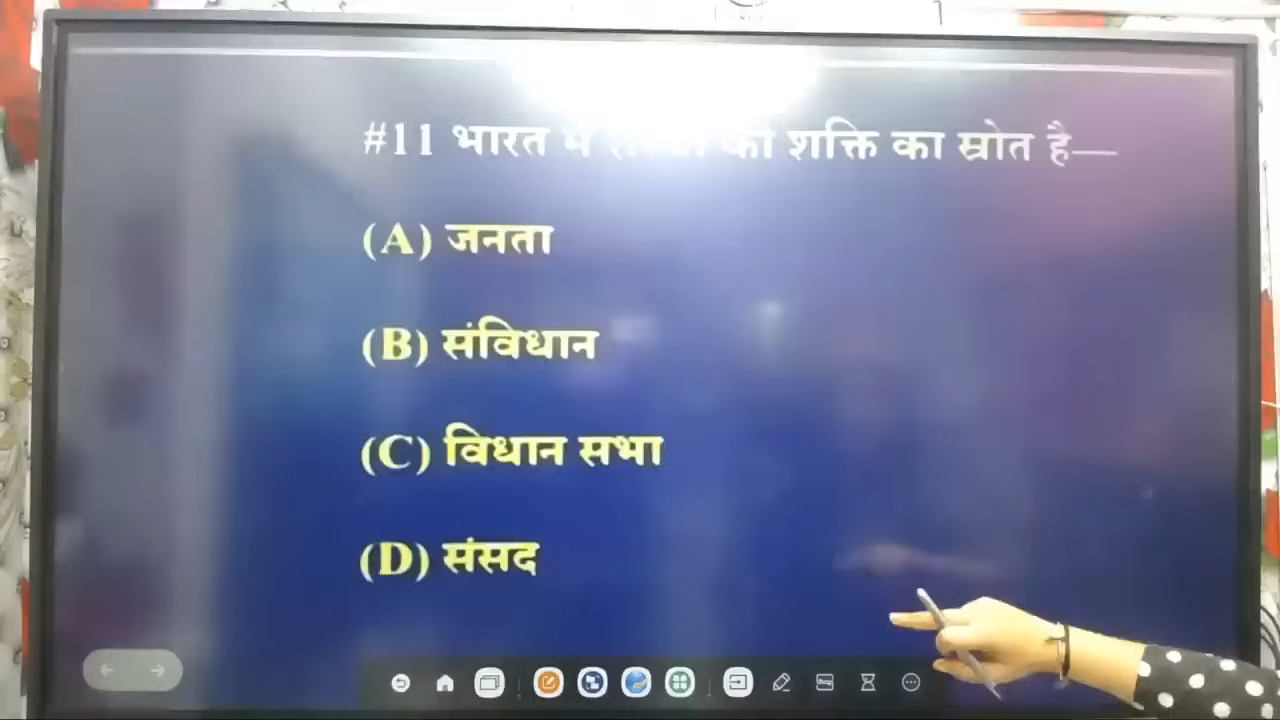 #11 भारत में की शक्ति का स्रोत है—
(A) जनता
(B) संविधान
(C) विधान सभा
(D) संसद